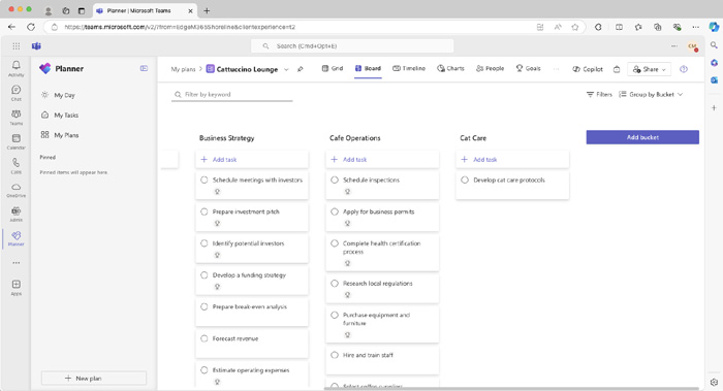 Planner | Microsoft Teams
https://teams.microsoft.com/v2/?from=EdgeM365Shoreline&clientexperience=t2
Search (Cmd+Opt+E)
CM
Planner
My plans > Cattuccino Lounge
Grid
Board
Timeline
Charts
People
Goals
Copilot
Share
Activity
Chat
Teams
Calendar
Calls
OneDrive
Admin
Planner
Apps
My Day
My Tasks
My Plans
Pinned
Pinned items will appear here.
New plan
Filter by keyword
Filters
Group by Bucket
Business Strategy
+ Add task
Schedule meetings with investors
Prepare investment pitch
Identify potential investors
Develop a funding strategy
Prepare break-even analysis
Forecast revenue
Estimate operating expenses
Cafe Operations
+ Add task
Schedule inspections
Apply for business permits
Complete health certification
process
Research local regulations
Purchase equipment and
furniture
Hire and train staff
Cat Care
+ Add task
Develop cat care protocols
Add bucket